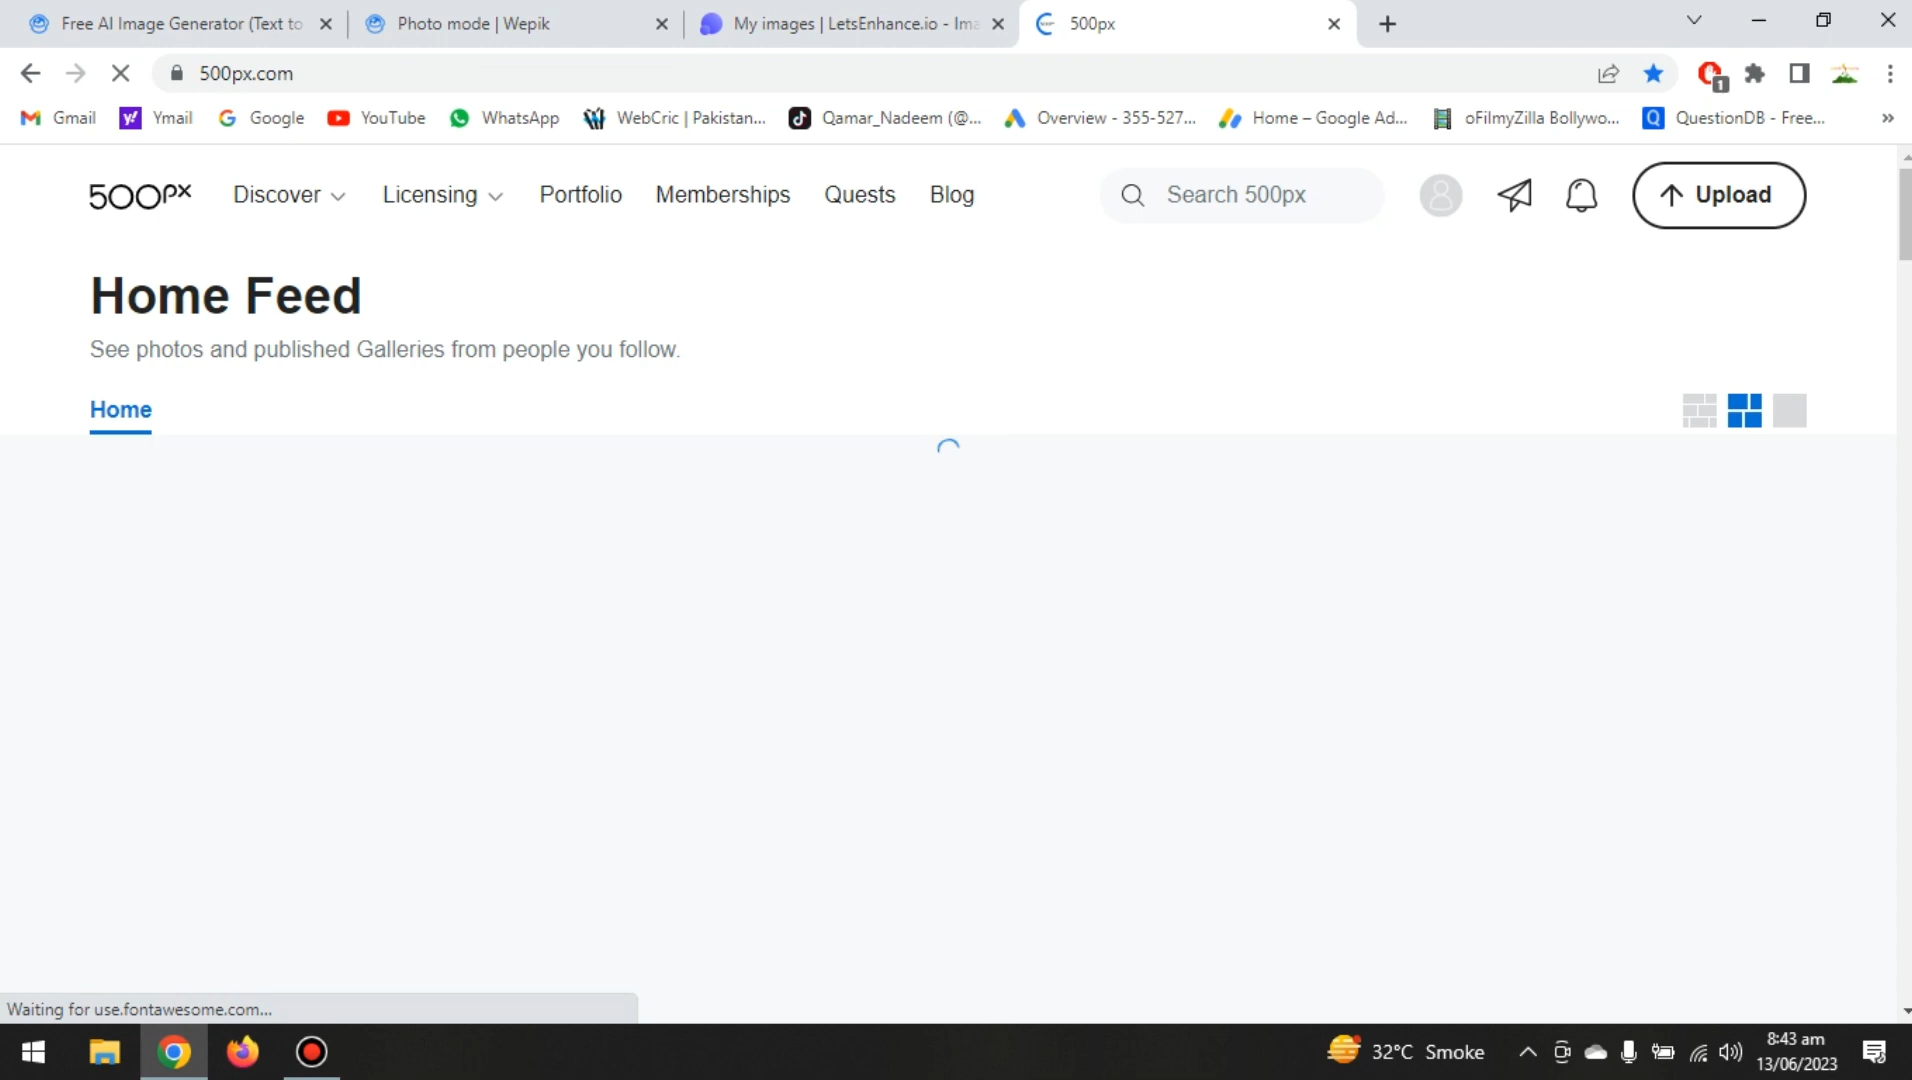 Free AI Image Generator (Text to
Photo mode | Wepik
My images | LetsEnhance.io - Ima
500px
500px.com
1
Gmail
Ymail
Google
YouTube
WhatsApp
WebCric | Pakistan...
Qamar_Nadeem (@...
Overview - 355-527...
Home – Google Ad...
oFilmyZilla Bollywo...
QuestionDB - Free...
»
500px
Discover
Licensing
Portfolio
Memberships
Quests
Blog
Search 500px
Upload
Home Feed
See photos and published Galleries from people you follow.
Home
Waiting for use.fontawesome.com...
32°C Smoke
8:43 am
13/06/2023